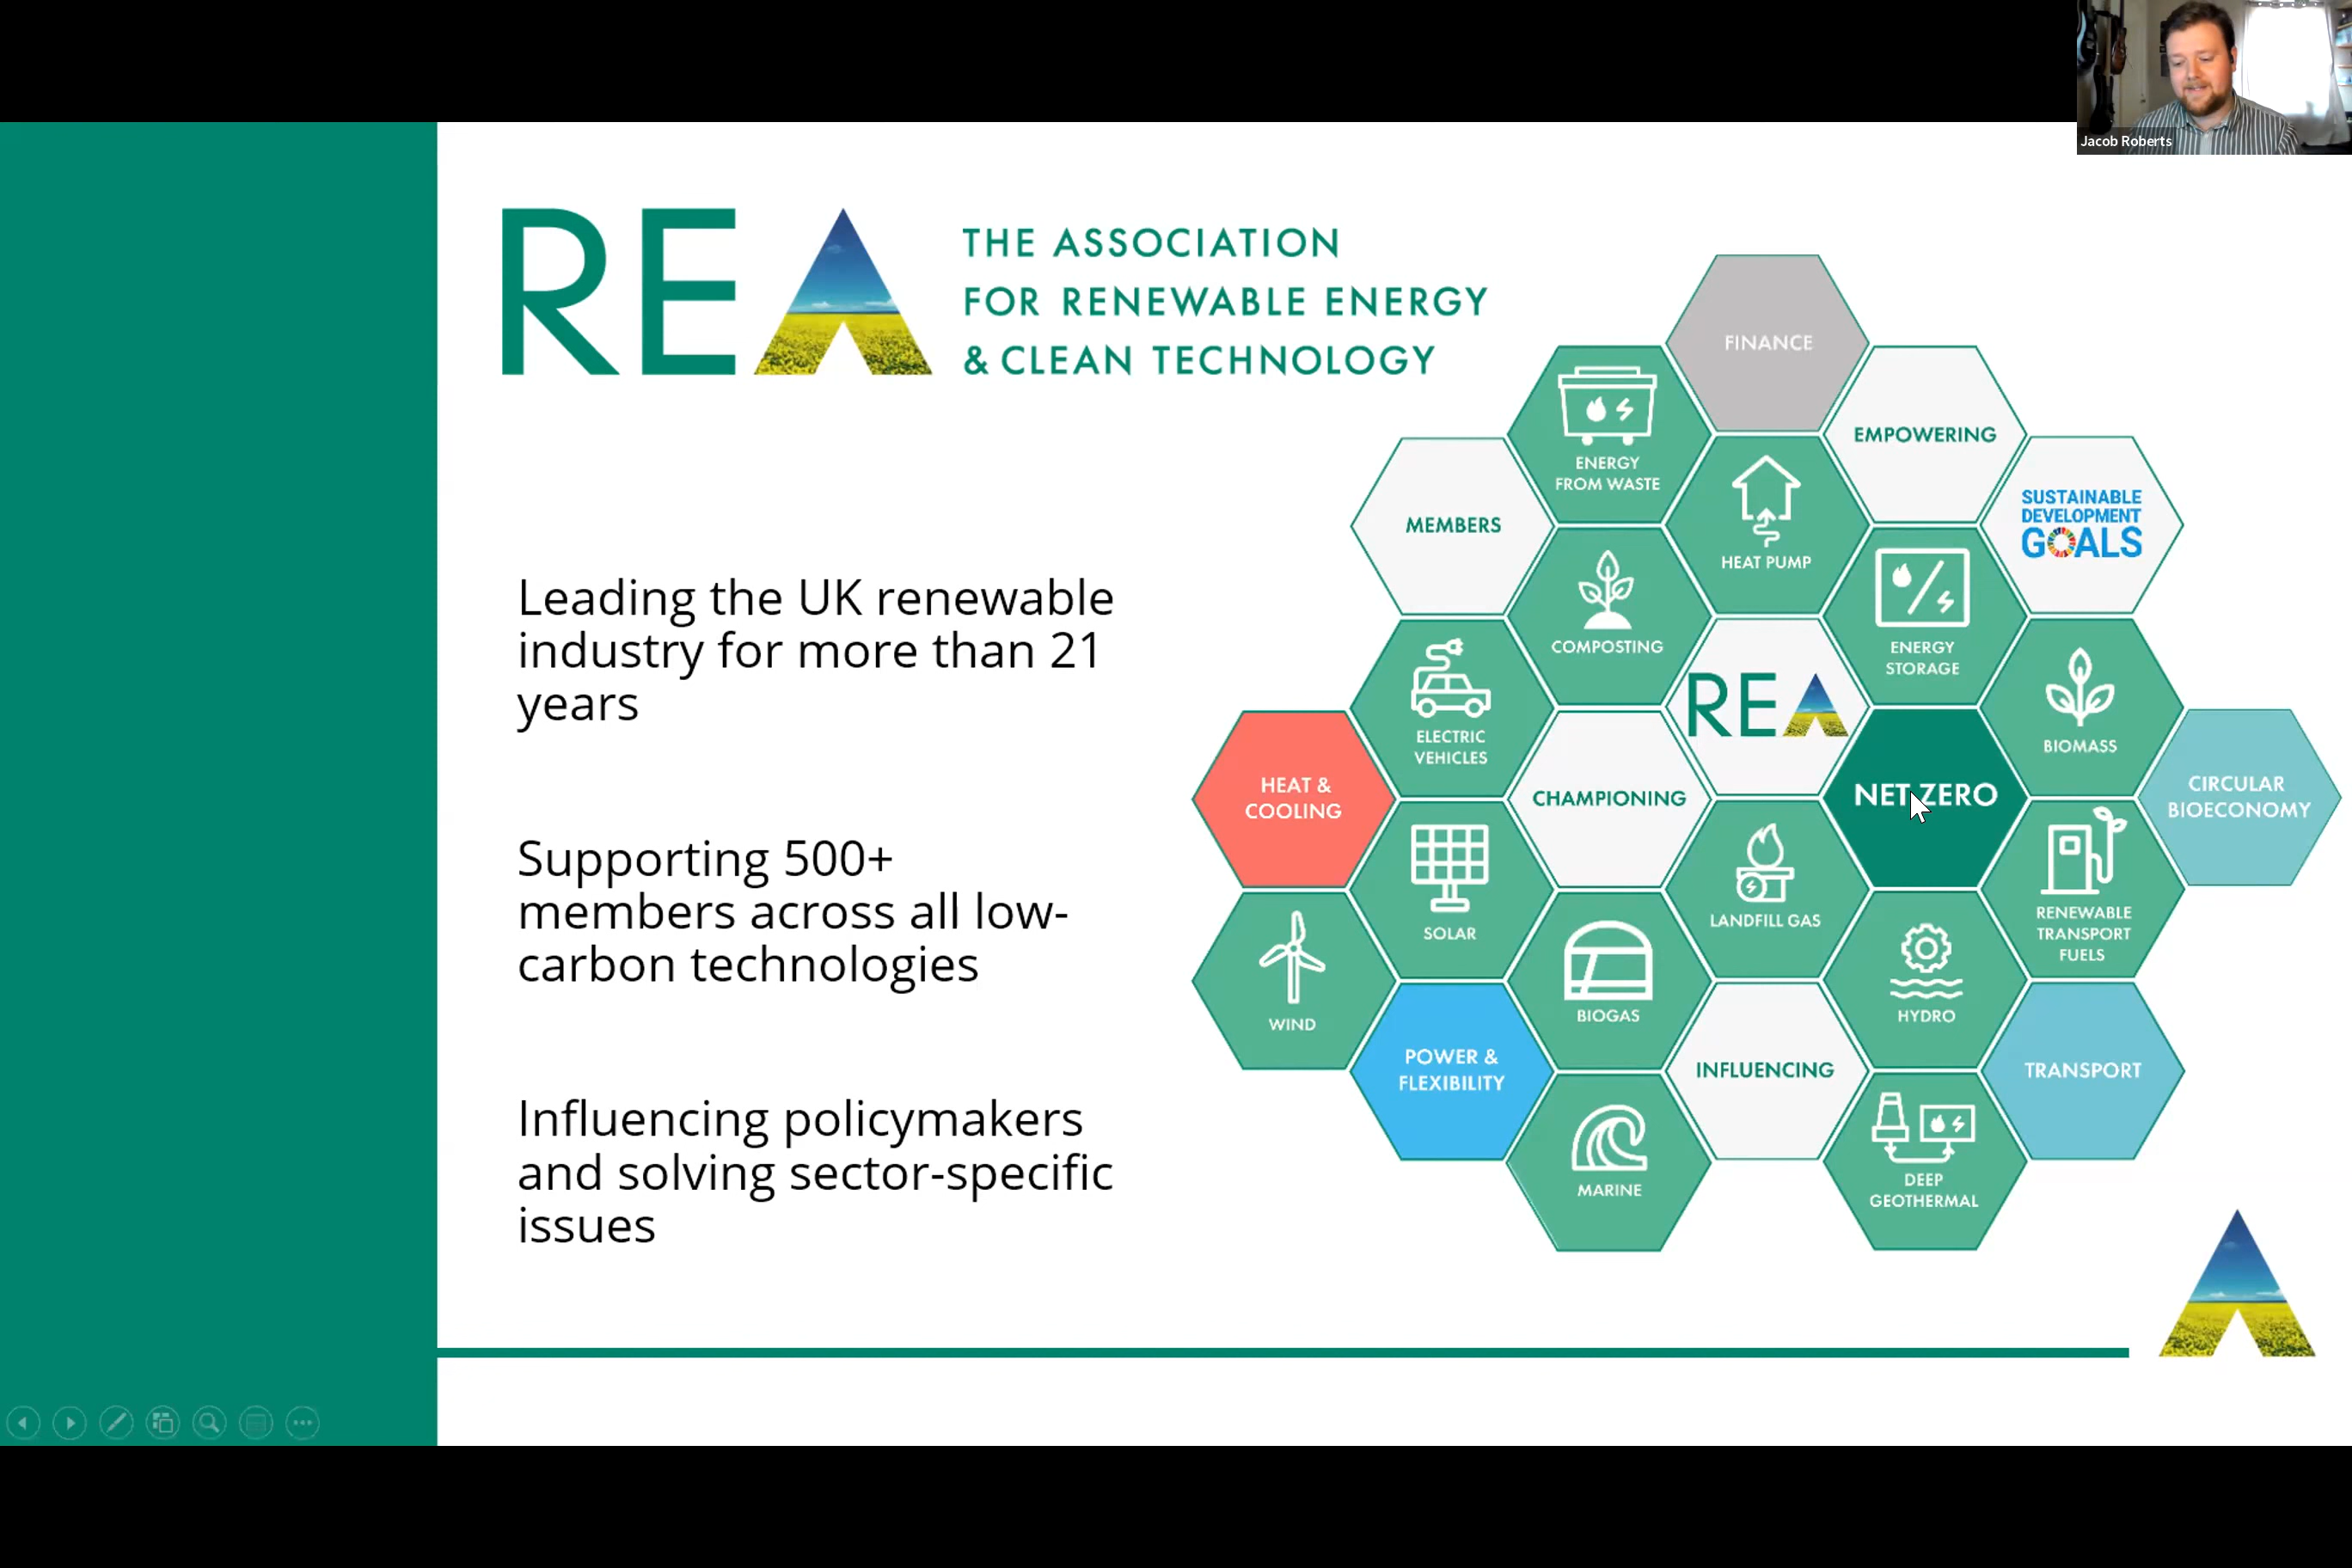 Jacob Roberts
REA
THE ASSOCIATION
FOR RENEWABLE ENERGY
& CLEAN TECHNOLOGY
Leading the UK renewable
industry for more than 21
years
Supporting 500+
members across all low-
carbon technologies
Influencing policymakers
and solving sector-specific
issues
FINANCE
ENERGY
FROM WASTE
EMPOWERING
MEMBERS
HEAT PUMP
SUSTAINABLE
DEVELOPMENT
GOALS
COMPOSTING
ENERGY
STORAGE
ELECTRIC
VEHICLES
REA
BIOMASS
HEAT &
COOLING
CHAMPIONING
NET ZERO
CIRCULAR
BIOECONOMY
SOLAR
LANDFILL GAS
RENEWABLE
TRANSPORT
FUELS
WIND
BIOGAS
HYDRO
POWER &
FLEXIBILITY
INFLUENCING
TRANSPORT
MARINE
DEEP
GEOTHERMAL